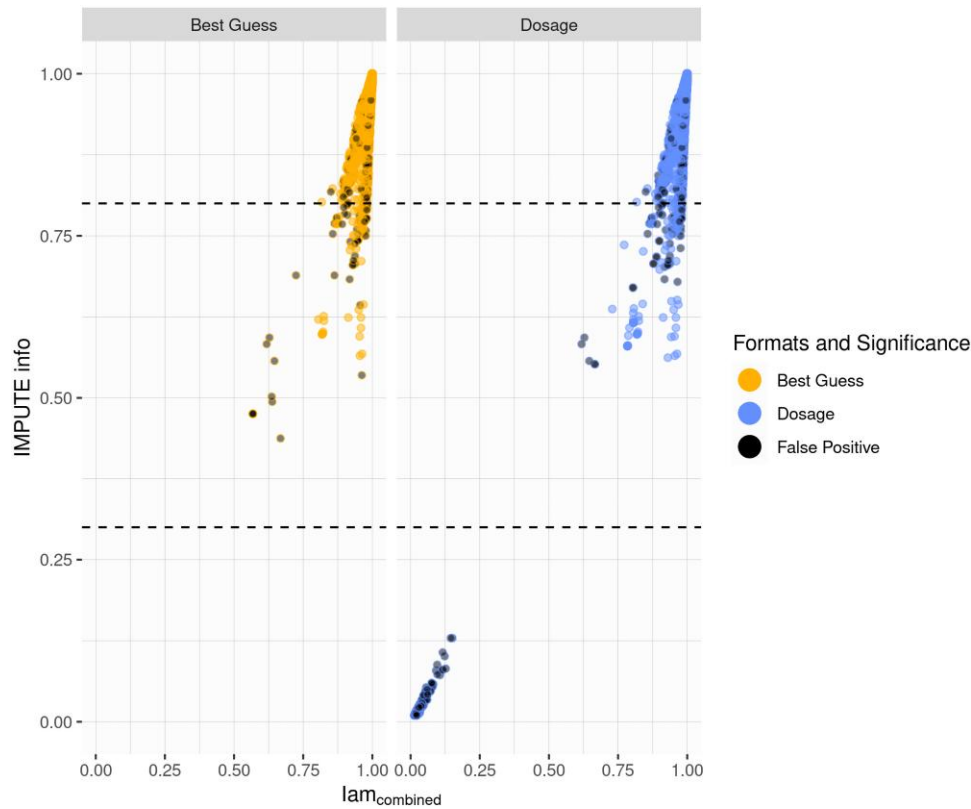 Best Guess
Dosage
1.00
0.75
0.50
0.25
0.00
IMPUTE info
0.00 0.25 0.50 0.75 1.00 0.00 0.25 0.50 0.75 1.00
Iam combined
Formats and Significance
Best Guess
Dosage
False Positive